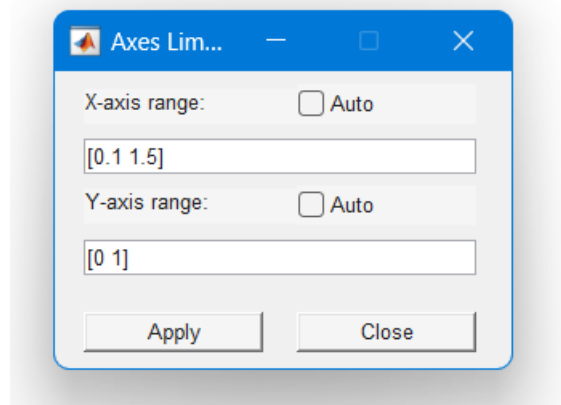 Axes Lim...
X-axis range: Auto
[0.1 1.5]
Y-axis range: Auto
[0 1]
Apply Close